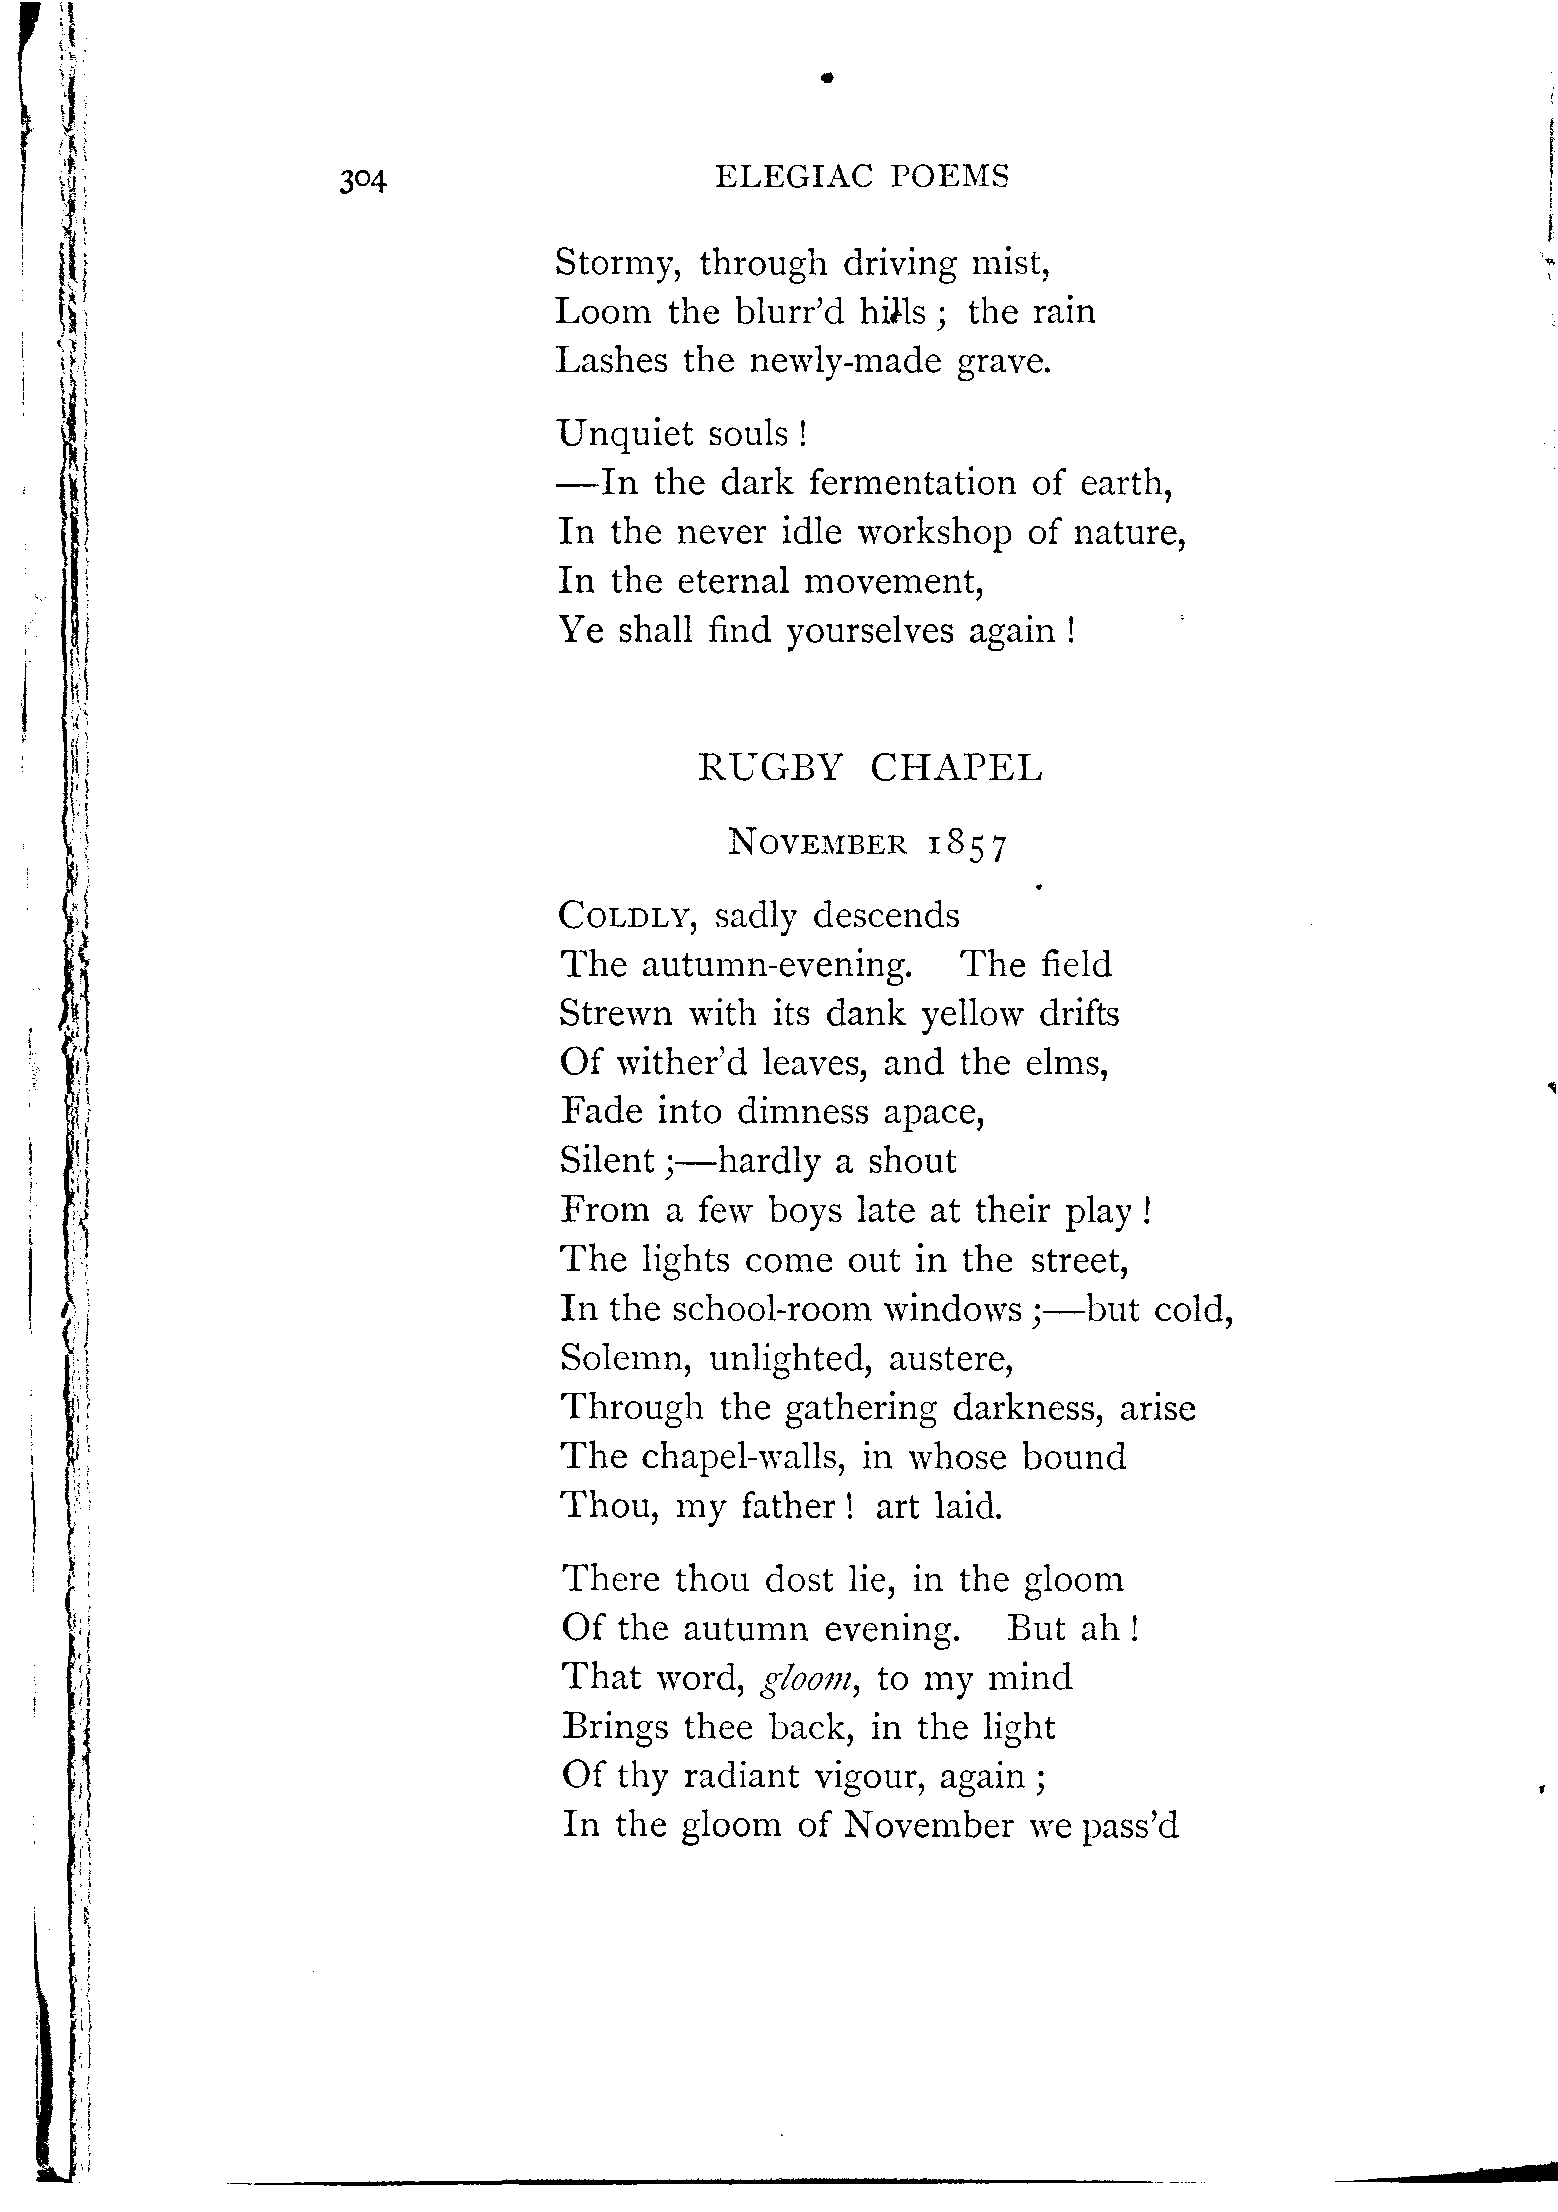 304 ELEGIAC POEMS
Stormy, through driving mist,
Loom the blurr'd hills ; the rain
Lashes the newly-made grave.
Unquiet souls !
—In the dark fermentation of earth,
In the never idle workshop of nature,
In the eternal movement,
Ye shall find yourselves again !
RUGBY CHAPEL
NOVEMBER 1857
COLDLY, sadly descends
The autumn-evening. The field
Strewn with its dank yellow drifts
Of wither'd leaves, and the elms,
Fade into dimness apace,
Silent ;—hardly a shout
From a few boys late at their play !
The lights come out in the street,
In the school-room windows ;—but cold,
Solemn, unlighted, austere,
Through the gathering darkness, arise
The chapel-walls, in whose bound
Thou, my father ! art laid.
There thou dost lie, in the gloom
Of the autumn evening. But ah !
That word, gloom, to my mind
Brings thee back, in the light
Of thy radiant vigour, again ;
In the gloom of November we pass'd